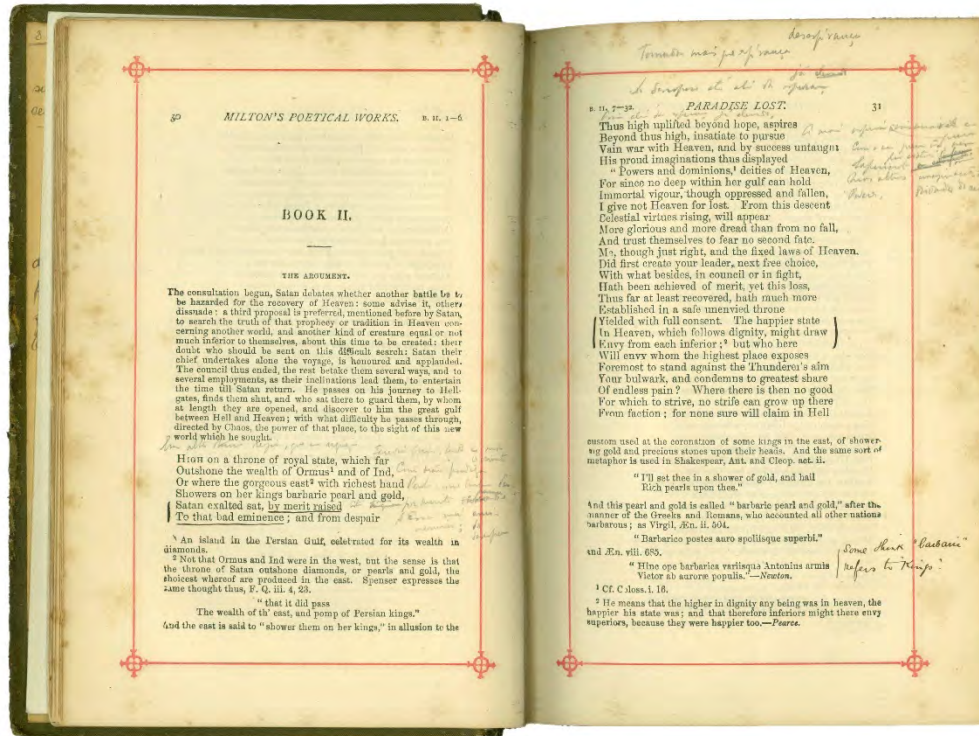 30 MILTON'S POETICAL WORKS. B. II. 1—6
BOOK II.
THE ARGUMENT.
The consultation begun, Satan debates whether another battle be to
be hazarded for the recovery of Heaven: some advise it, others
dissuade: a third proposal is preferred, mentioned before by Satan,
to search the truth of that prophecy or tradition in Heaven con-
cerning another world, and another kind of creature equal or not
much inferior to themselves, about this time to be created: their
doubt who should be sent on this difficult search; Satan their
chief undertakes alone the voyage, is honoured and applauded.
The council thus ended, the rest betake them several ways, and to
several employments, as their inclinations lead them, to entertain
the time till Satan return. He passes on his journey to Hell-
gates, finds them shut, and who sat there to guard them, by whom
at length they are opened, and discover to him the great gulf
between Hell and Heaven; with what difficulty he passes through,
directed by Chaos, the power of that place, to the sight of this new
world which he sought.
HIGH on a throne of royal state, which far
Outshone the wealth of Ormus¹ and of Ind,
Or where the gorgeous east² with richest hand
Showers on her kings barbaric pearl and gold,
Satan exalted sat, by merit raised
To that bad eminence; and from despair
¹ An island in the Persian Gulf, celebrated for its wealth in
diamonds.
² Not that Ormus and Ind were in the west, but the sense is that
the throne of Satan outshone diamonds, or pearls and gold, the
choicest whereof are produced in the east. Spenser expresses the
same thought thus, F. Q. iii. 4, 23.
"that it did pass
The wealth of th' east, and pomp of Persian kings."
And the east is said to "shower them on her kings," in allusion to the
B. II. 7—32. PARADISE LOST. 31
Thus high uplifted beyond hope, aspires
Beyond thus high, insatiate to pursue
Vain war with Heaven, and by success untaught
His proud imaginations thus displayed
"Powers and dominions,¹ deities of Heaven,
For since no deep within her gulf can hold
Immortal vigour, though oppressed and fallen,
I give not Heaven for lost. From this descent
Celestial virtues rising, will appear
More glorious and more dread than from no fall,
And trust themselves to fear no second fate.
Me, though just right, and the fixed laws of Heaven.
Did first create your leader, next free choice,
With what besides, in council or in fight,
Hath been achieved of merit, yet this loss,
Thus far at least recovered, hath much more
Established in a safe unenvied throne
Yielded with full consent. The happier state
In Heaven, which follows dignity, might draw
Envy from each inferior;² but who here
Will envy whom the highest place exposes
Foremost to stand against the Thunderer's aim
Your bulwark, and condemns to greatest share
Of endless pain? Where there is then no good
For which to strive, no strife can grow up there
From faction; for none sure will claim in Hell
custom used at the coronation of some kings in the east, of shower-
ing gold and precious stones upon their heads. And the same sort of
metaphor is used in Shakespear, Ant. and Cleop. act. ii.
"I'll set thee in a shower of gold, and hail
Rich pearls upon thee."
And this pearl and gold is called "barbaric pearl and gold," after the
manner of the Greeks and Romans, who accounted all other nations
barbarous; as Virgil, Æn. ii. 504.
"Barbarico postes auro spoliisque superbi."
and Æn. viii. 685.
"Hinc ope barbarica variisque Antonius armis
Victor ab auroræ populis."—Newton.
Some think "barbaric"
refers to Kings.
¹ Cf. Coloss. i. 16.
² He means that the higher in dignity any being was in heaven, the
happier his state was; and that therefore inferiors might there envy
superiors, because they were happier too.—Pearce.